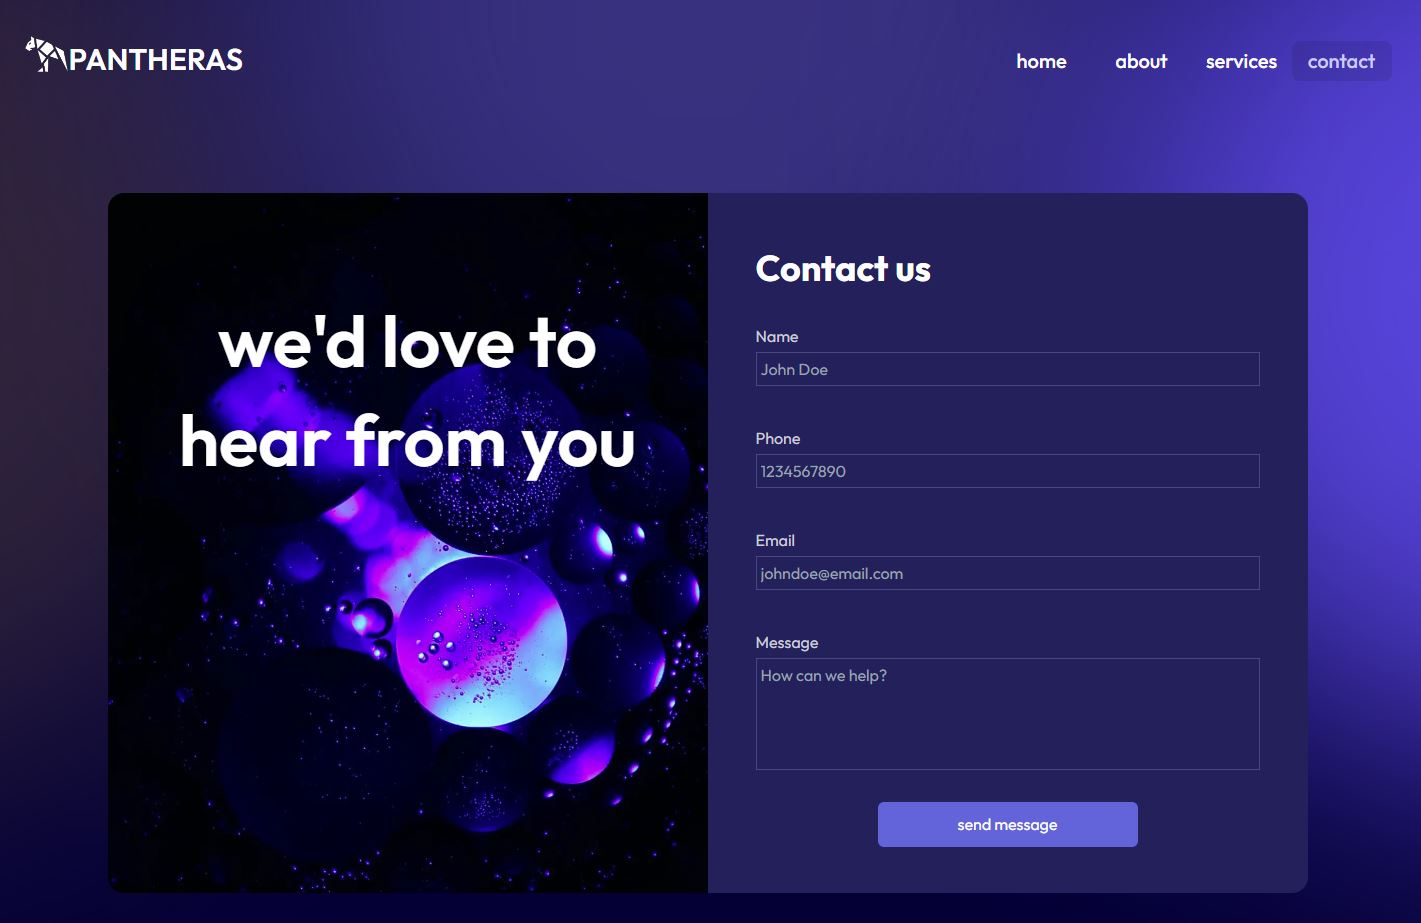 PANTHERAS
home about services contact
we'd love to
hear from you
Contact us
Name
John Doe
Phone
1234567890
Email
johndoe@email.com
Message
How can we help?
send message